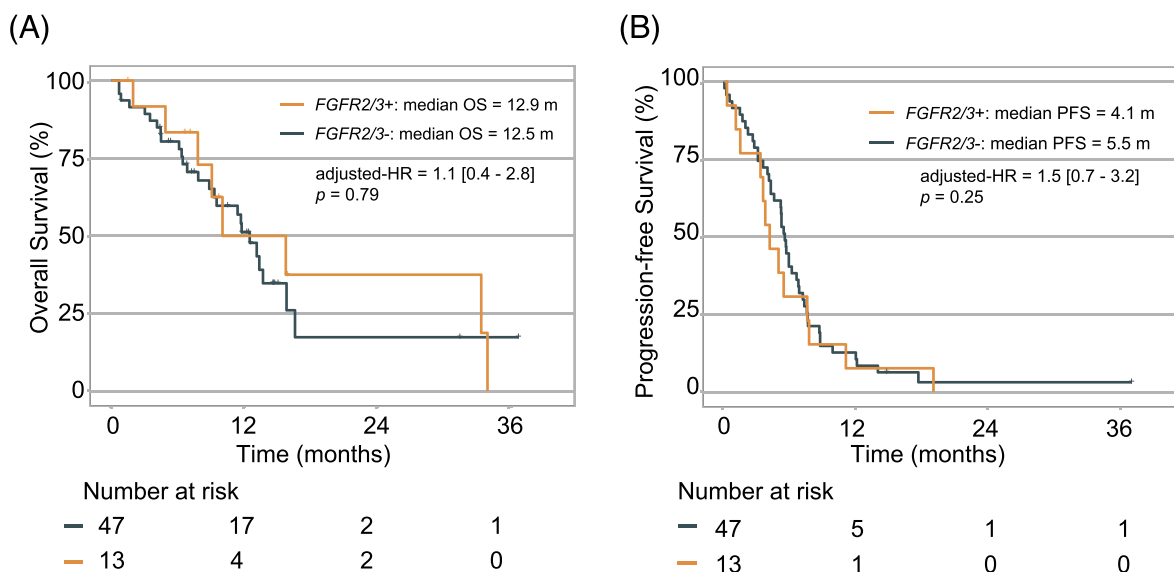 (A)
Overall Survival (%)
100
75
50
25
0
FGFR2/3+: median OS = 12.9 m
FGFR2/3-: median OS = 12.5 m
adjusted-HR = 1.1 [0.4 - 2.8]
p = 0.79
0 12 24 36
Time (months)
Number at risk
47 17 2 1
13 4 2 0
(B)
Progression-free Survival (%)
100
75
50
25
0
FGFR2/3+: median PFS = 4.1 m
FGFR2/3-: median PFS = 5.5 m
adjusted-HR = 1.5 [0.7 - 3.2]
p = 0.25
0 12 24 36
Time (months)
Number at risk
47 5 1 1
13 1 0 0